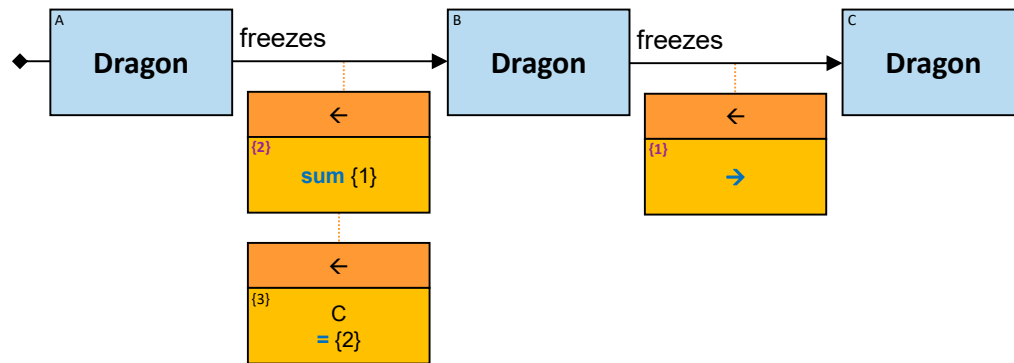 A
Dragon
freezes
B
Dragon
freezes
C
Dragon
←
{2}
sum {1}
←
{1}
→
←
{3}
C
= {2}